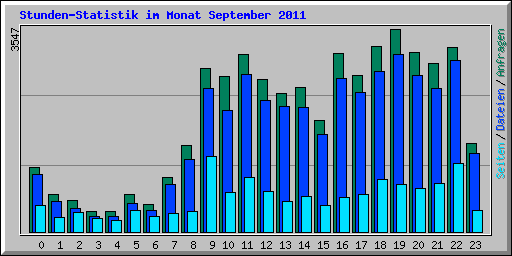 Stunden-Statistik im Monat September 2011
3547
Seiten / Dateien / Anfragen
0 1 2 3 4 5 6 7 8 9 10 11 12 13 14 15 16 17 18 19 20 21 22 23